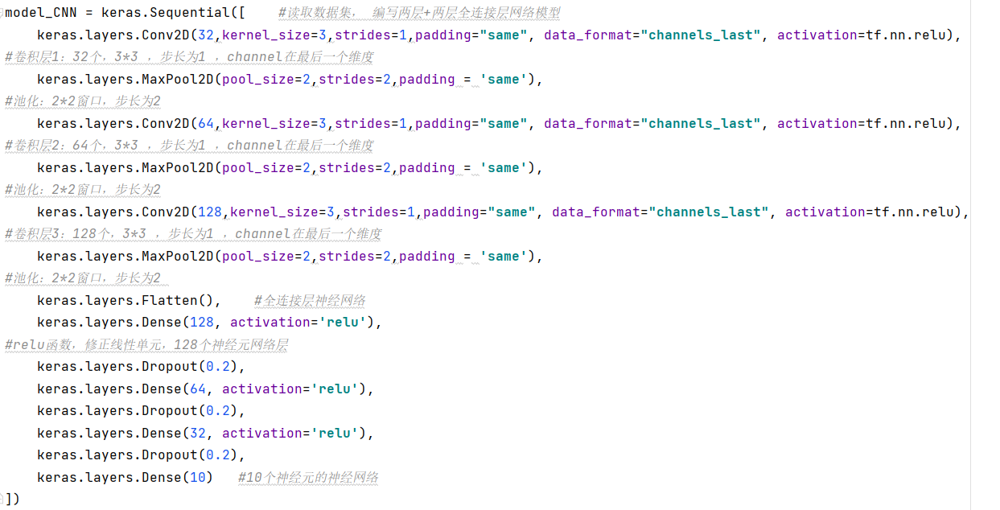 model_CNN = keras.Sequential([    #读取数据集， 编写两层+两层全连接层网络模型
    keras.layers.Conv2D(32,kernel_size=3,strides=1,padding="same", data_format="channels_last", activation=tf.nn.relu),
#卷积层1：32个，3*3 ，步长为1 ，channel在最后一个维度
    keras.layers.MaxPool2D(pool_size=2,strides=2,padding = 'same'),
#池化：2*2窗口，步长为2
    keras.layers.Conv2D(64,kernel_size=3,strides=1,padding="same", data_format="channels_last", activation=tf.nn.relu),
#卷积层2：64个，3*3 ，步长为1 ，channel在最后一个维度
    keras.layers.MaxPool2D(pool_size=2,strides=2,padding = 'same'),
#池化：2*2窗口，步长为2
    keras.layers.Conv2D(128,kernel_size=3,strides=1,padding="same", data_format="channels_last", activation=tf.nn.relu),
#卷积层3：128个，3*3 ，步长为1 ，channel在最后一个维度
    keras.layers.MaxPool2D(pool_size=2,strides=2,padding = 'same'),
#池化：2*2窗口，步长为2
    keras.layers.Flatten(),    #全连接层神经网络
    keras.layers.Dense(128, activation='relu'),
#relu函数，修正线性单元，128个神经元网络层
    keras.layers.Dropout(0.2),
    keras.layers.Dense(64, activation='relu'),
    keras.layers.Dropout(0.2),
    keras.layers.Dense(32, activation='relu'),
    keras.layers.Dropout(0.2),
    keras.layers.Dense(10)   #10个神经元的神经网络
])